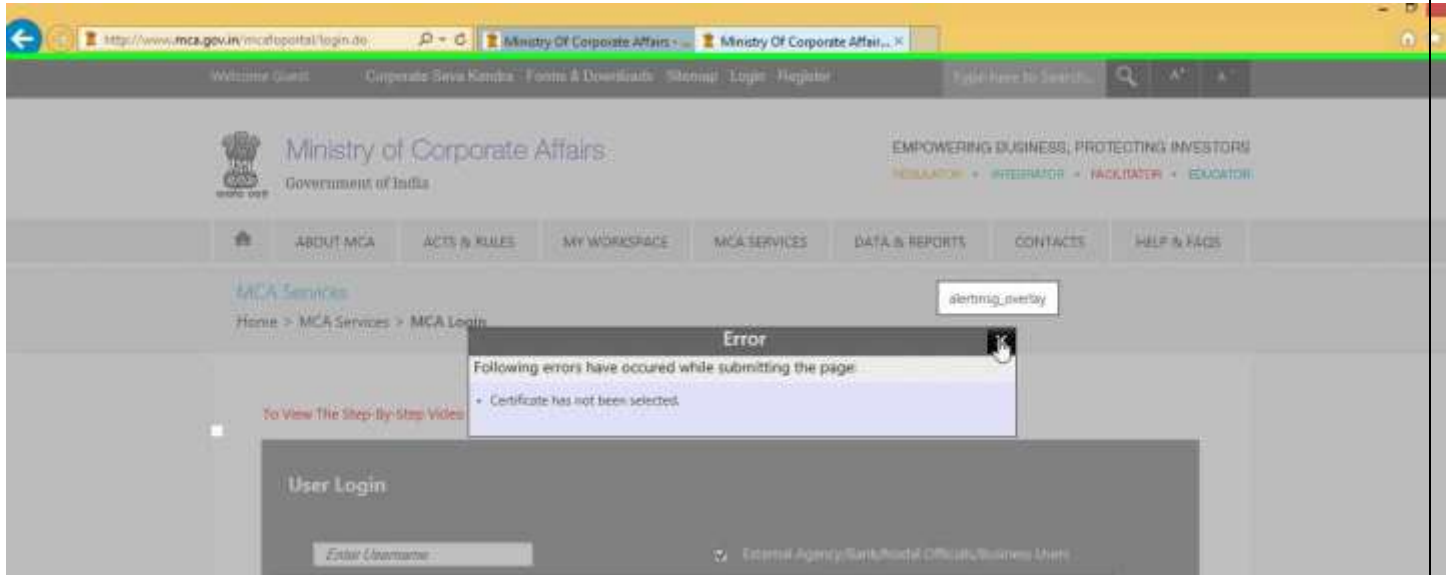 http://www.mca.gov.in/mcafoportal/login.do
Ministry Of Corporate Affairs - ...
Ministry Of Corporate Affair...
Welcome Guest Corporate Seva Kendra Forms & Downloads Sitemap Login Register Type here to Search... A+ A-
Ministry of Corporate Affairs
Government of India
EMPOWERING BUSINESS, PROTECTING INVESTORS
REGULATOR • INTEGRATOR • FACILITATOR • EDUCATOR
ABOUT MCA ACTS & RULES MY WORKSPACE MCA SERVICES DATA & REPORTS CONTACTS HELP & FAQS
MCA Services
alertmsg_overlay
Home > MCA Services > MCA Login
Error
Following errors have occured while submitting the page:
• Certificate has not been selected.
To View The Step-By-Step Video
User Login
Enter Username
External Agency/Bank/Nodal Officials/Business Users